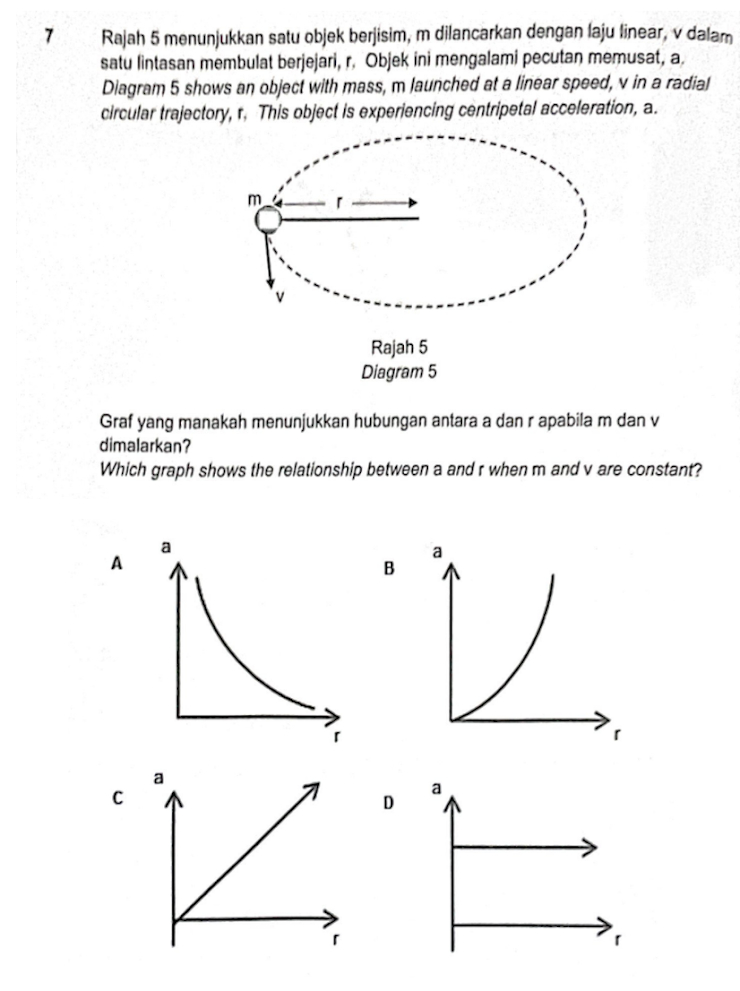 7 Rajah 5 menunjukkan satu objek berjisim, m dilancarkan dengan laju linear, v dalam
satu lintasan membulat berjejari, r, Objek ini mengalami pecutan memusat, a,
Diagram 5 shows an object with mass, m launched at a linear speed, v in a radial
circular trajectory, r, This object is experiencing centripetal acceleration, a.
m r
v
Rajah 5
Diagram 5
Graf yang manakah menunjukkan hubungan antara a dan r apabila m dan v
dimalarkan?
Which graph shows the relationship between a and r when m and v are constant?
A a r
B a r
C a r
D a r